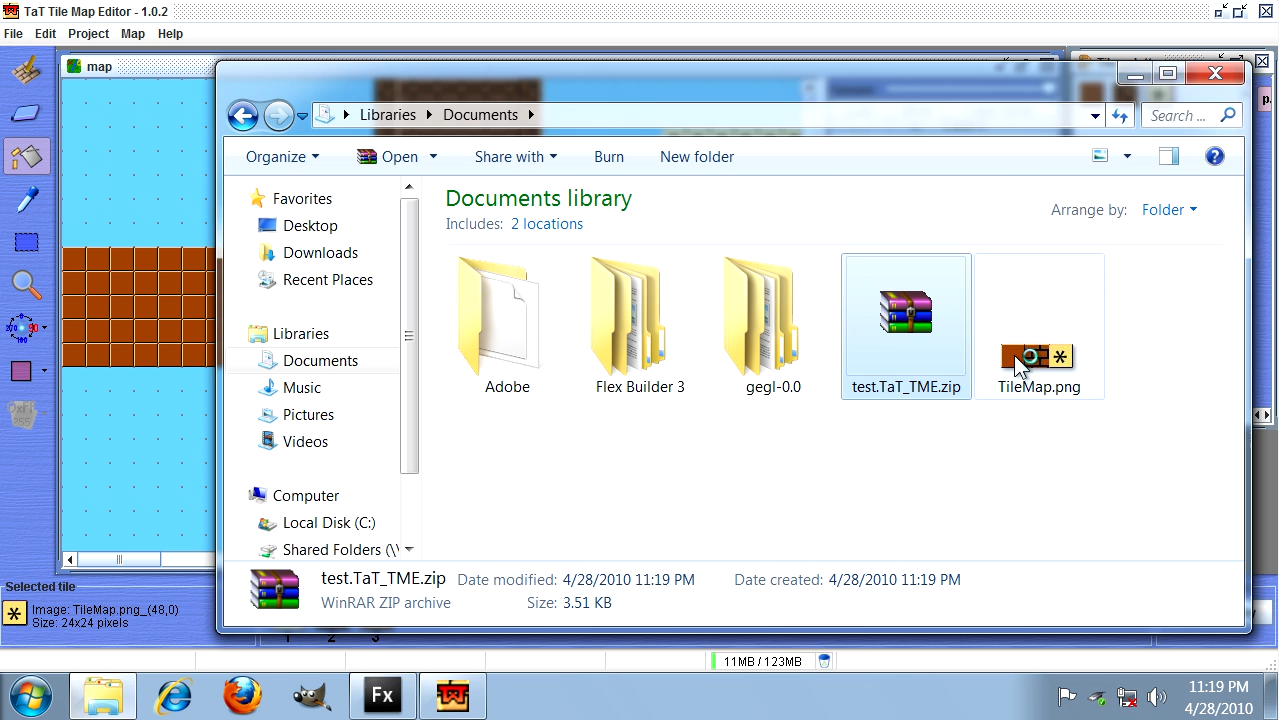 TaT Tile Map Editor - 1.0.2
File Edit Project Map Help
map
Libraries Documents
Search ...
Organize Open Share with Burn New folder
Favorites
Desktop
Downloads
Recent Places
Libraries
Documents
Music
Pictures
Videos
Computer
Local Disk (C:)
Shared Folders (\\
Documents library
Includes: 2 locations
Arrange by: Folder
Adobe
Flex Builder 3
gegl-0.0
test.TaT_TME.zip
TileMap.png
test.TaT_TME.zip Date modified: 4/28/2010 11:19 PM Date created: 4/28/2010 11:19 PM
WinRAR ZIP archive Size: 3.51 KB
Selected tile
Image: TileMap.png_(48,0)
Size: 24x24 pixels
1 2 3
11MB / 123MB
Fx
11:19 PM
4/28/2010